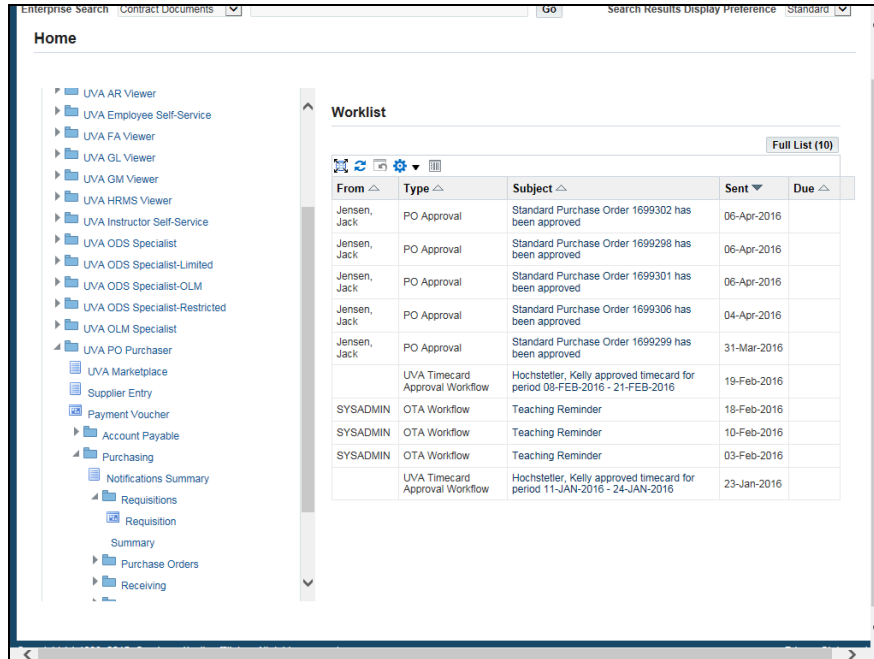 Enterprise Search Contract Documents Go Search Results Display Preference Standard
Home
UVA AR Viewer
UVA Employee Self-Service
UVA FA Viewer
UVA GL Viewer
UVA GM Viewer
UVA HRMS Viewer
UVA Instructor Self-Service
UVA ODS Specialist
UVA ODS Specialist-Limited
UVA ODS Specialist-OLM
UVA ODS Specialist-Restricted
UVA OLM Specialist
UVA PO Purchaser
UVA Marketplace
Supplier Entry
Payment Voucher
Account Payable
Purchasing
Notifications Summary
Requisitions
Requisition
Summary
Purchase Orders
Receiving
Worklist
Full List (10)
From Type Subject Sent Due
Jensen,
Jack PO Approval Standard Purchase Order 1699302 has
been approved 06-Apr-2016
Jensen,
Jack PO Approval Standard Purchase Order 1699298 has
been approved 06-Apr-2016
Jensen,
Jack PO Approval Standard Purchase Order 1699301 has
been approved 06-Apr-2016
Jensen,
Jack PO Approval Standard Purchase Order 1699306 has
been approved 04-Apr-2016
Jensen,
Jack PO Approval Standard Purchase Order 1699299 has
been approved 31-Mar-2016
UVA Timecard
Approval Workflow Hochstetler, Kelly approved timecard for
period 08-FEB-2016 - 21-FEB-2016 19-Feb-2016
SYSADMIN OTA Workflow Teaching Reminder 18-Feb-2016
SYSADMIN OTA Workflow Teaching Reminder 10-Feb-2016
SYSADMIN OTA Workflow Teaching Reminder 03-Feb-2016
UVA Timecard
Approval Workflow Hochstetler, Kelly approved timecard for
period 11-JAN-2016 - 24-JAN-2016 23-Jan-2016